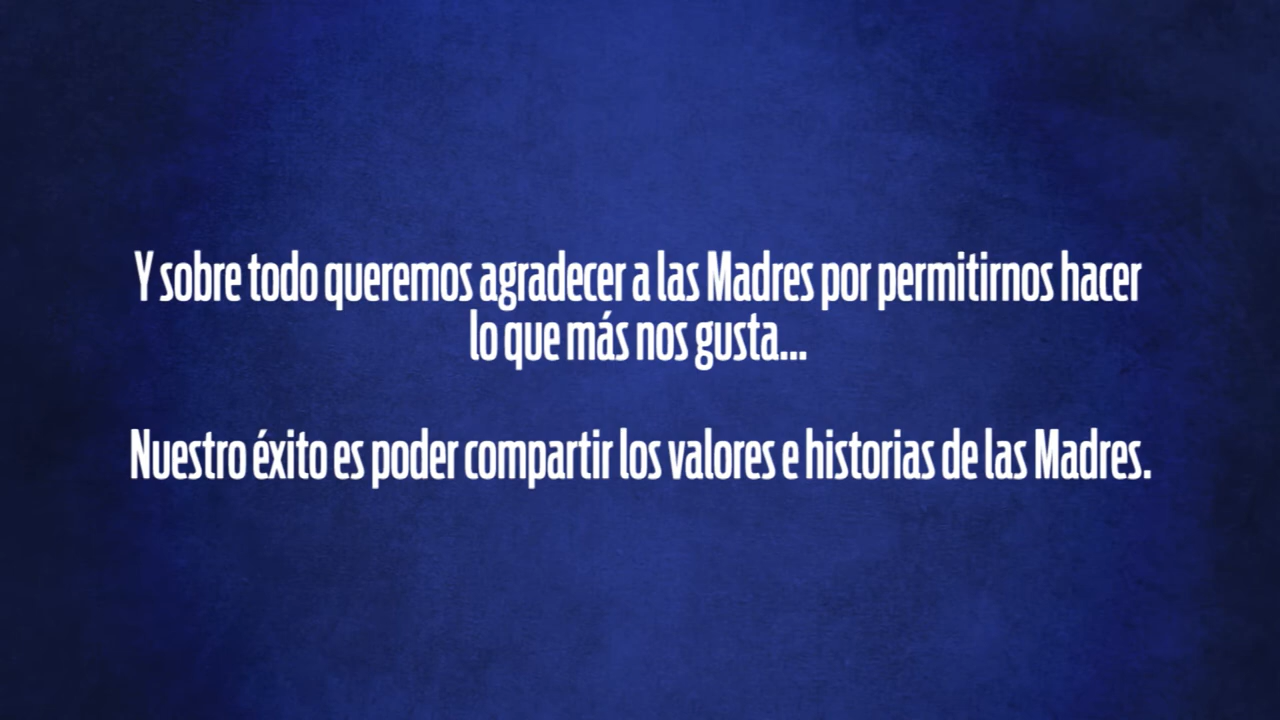 Y sobre todo queremos agradecer a las Madres por permitirnos hacer
lo que más nos gusta...
Nuestro éxito es poder compartir los valores e historias de las Madres.